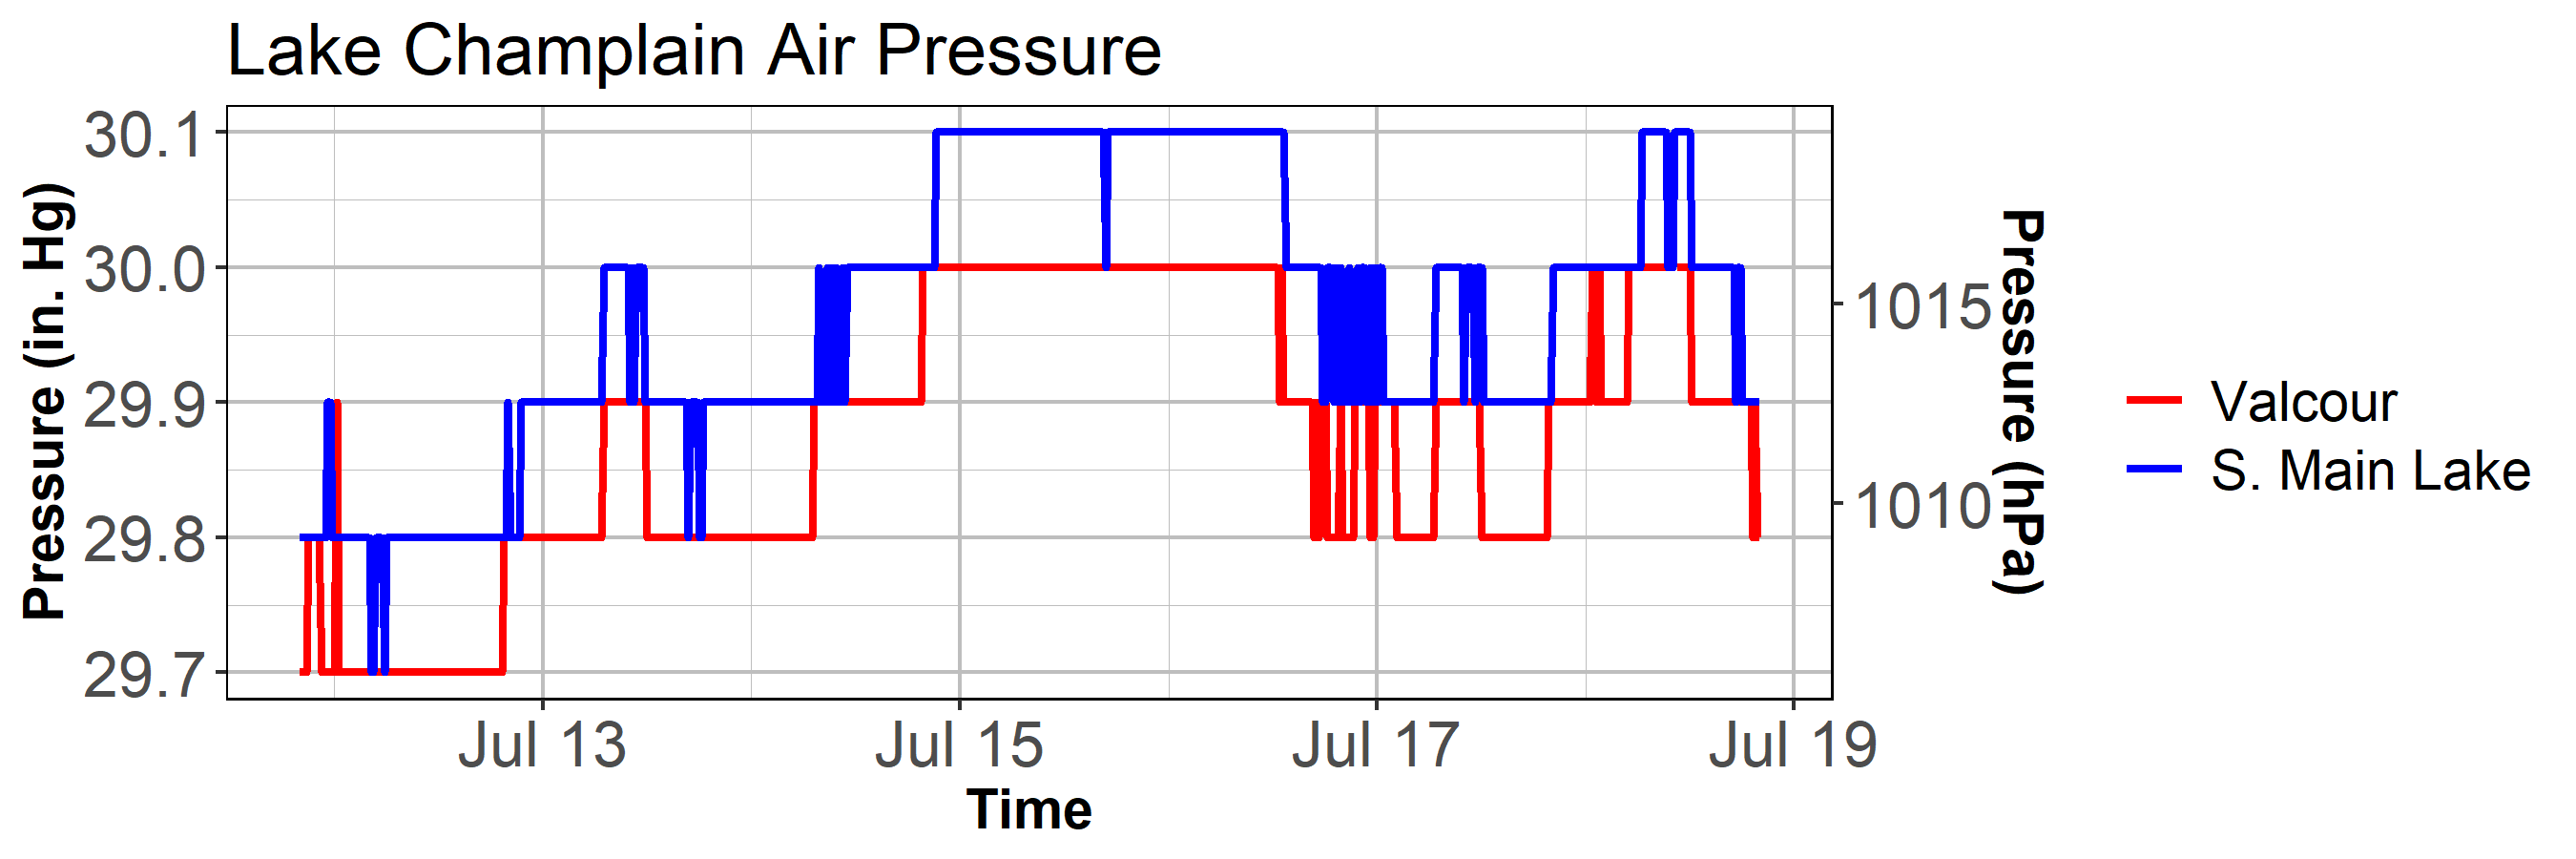 Lake Champlain Air Pressure
Pressure (in. Hg)
30.1
30.0
29.9
29.8
29.7
1015
1010
Pressure (hPa)
Valcour
S. Main Lake
Jul 13
Jul 15
Jul 17
Jul 19
Time